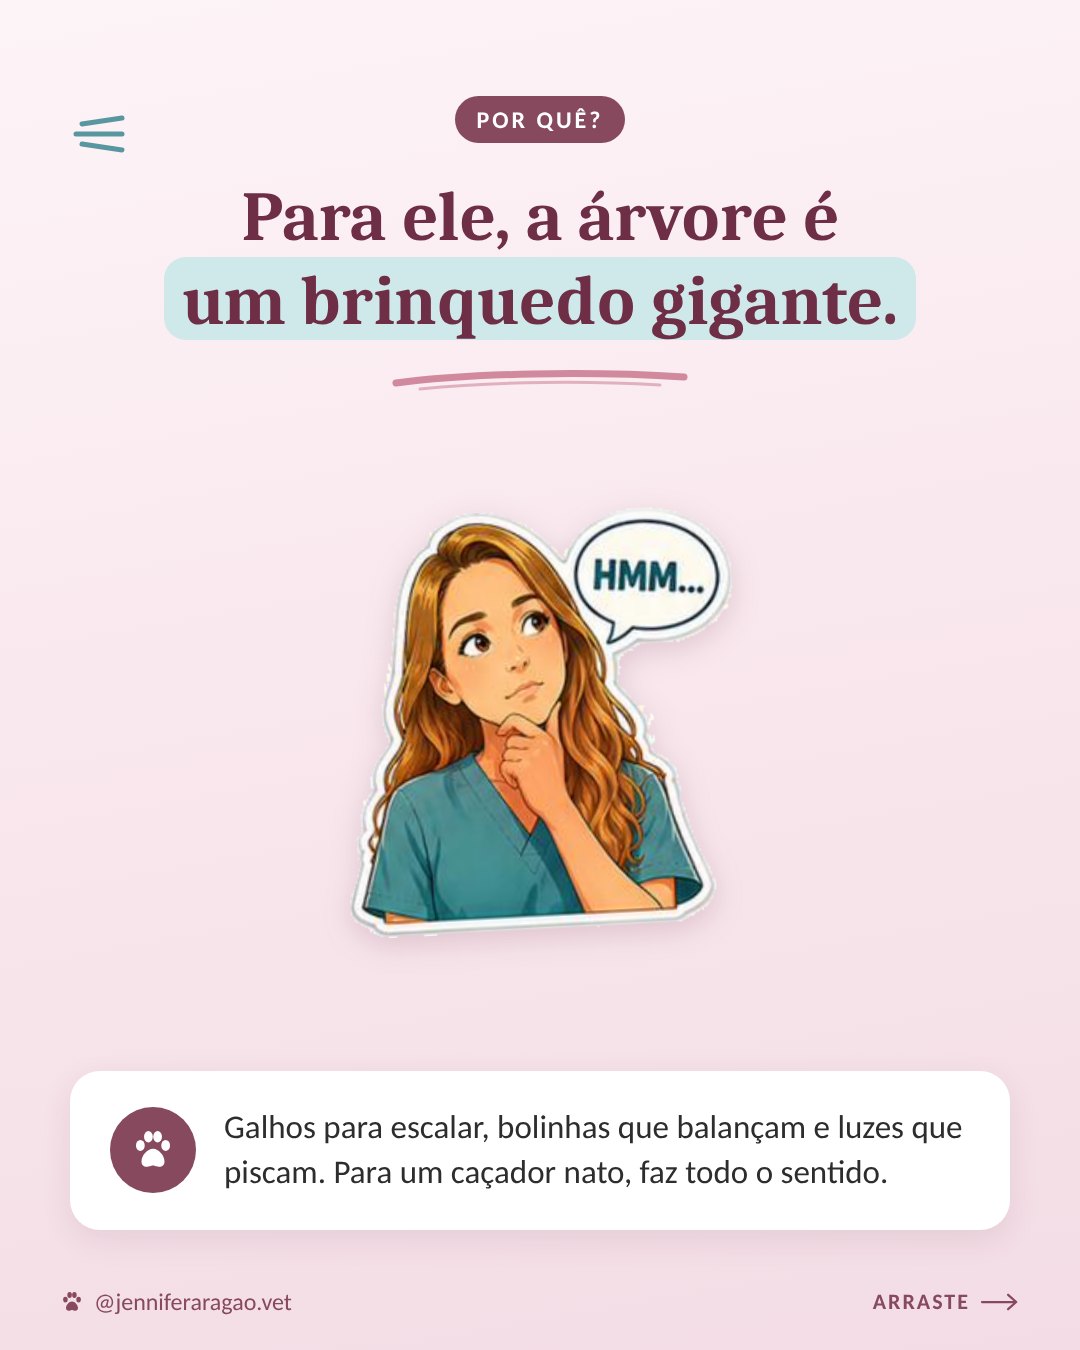 POR QUÊ?
Para ele, a árvore é
um brinquedo gigante.
HMM...
Galhos para escalar, bolinhas que balançam e luzes que
piscam. Para um caçador nato, faz todo o sentido.
@jenniferaragao.vet
ARRASTE